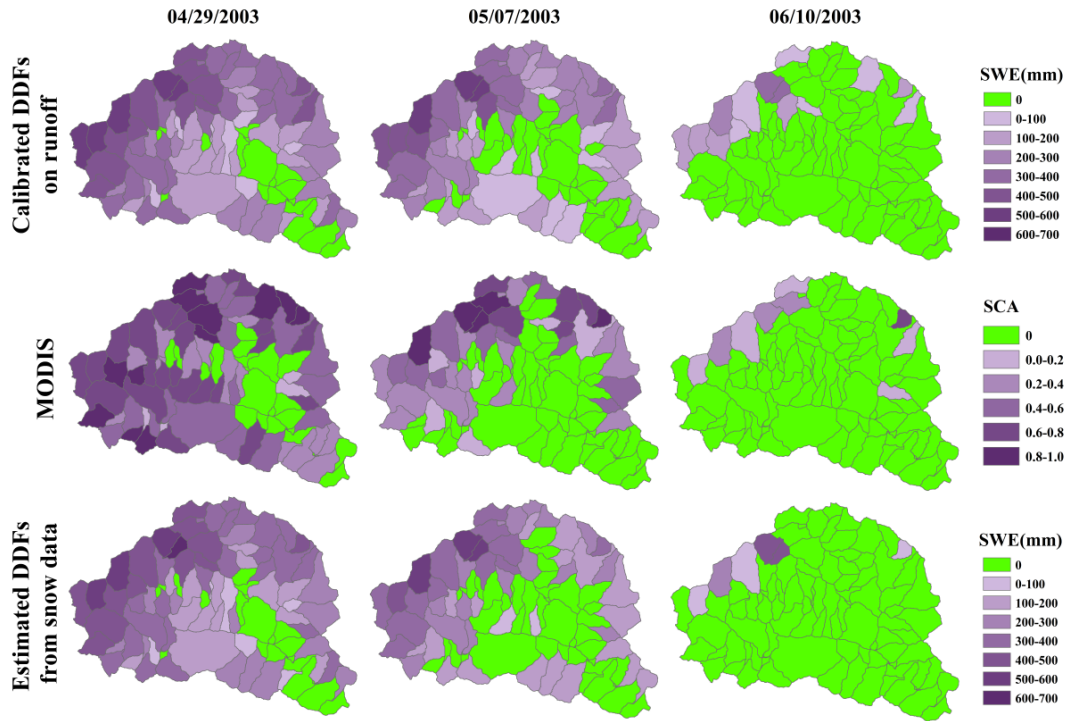 04/29/2003 05/07/2003 06/10/2003
Calibrated DDFs
on runoff
SWE(mm)
0
0-100
100-200
200-300
300-400
400-500
500-600
600-700
MODIS
SCA
0
0.0-0.2
0.2-0.4
0.4-0.6
0.6-0.8
0.8-1.0
Estimated DDFs
from snow data
SWE(mm)
0
0-100
100-200
200-300
300-400
400-500
500-600
600-700